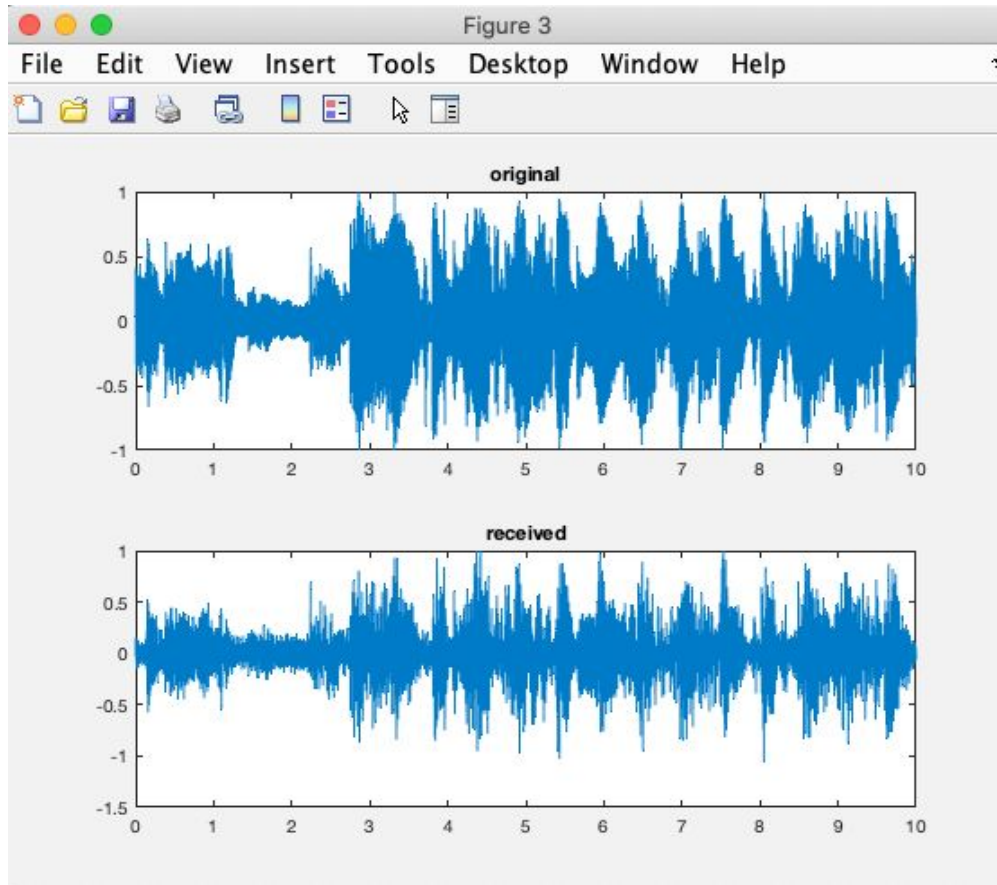 Figure 3
File Edit View Insert Tools Desktop Window Help
original
1
0.5
0
-0.5
-1
0 1 2 3 4 5 6 7 8 9 10
received
1
0.5
0
-0.5
-1
-1.5
0 1 2 3 4 5 6 7 8 9 10